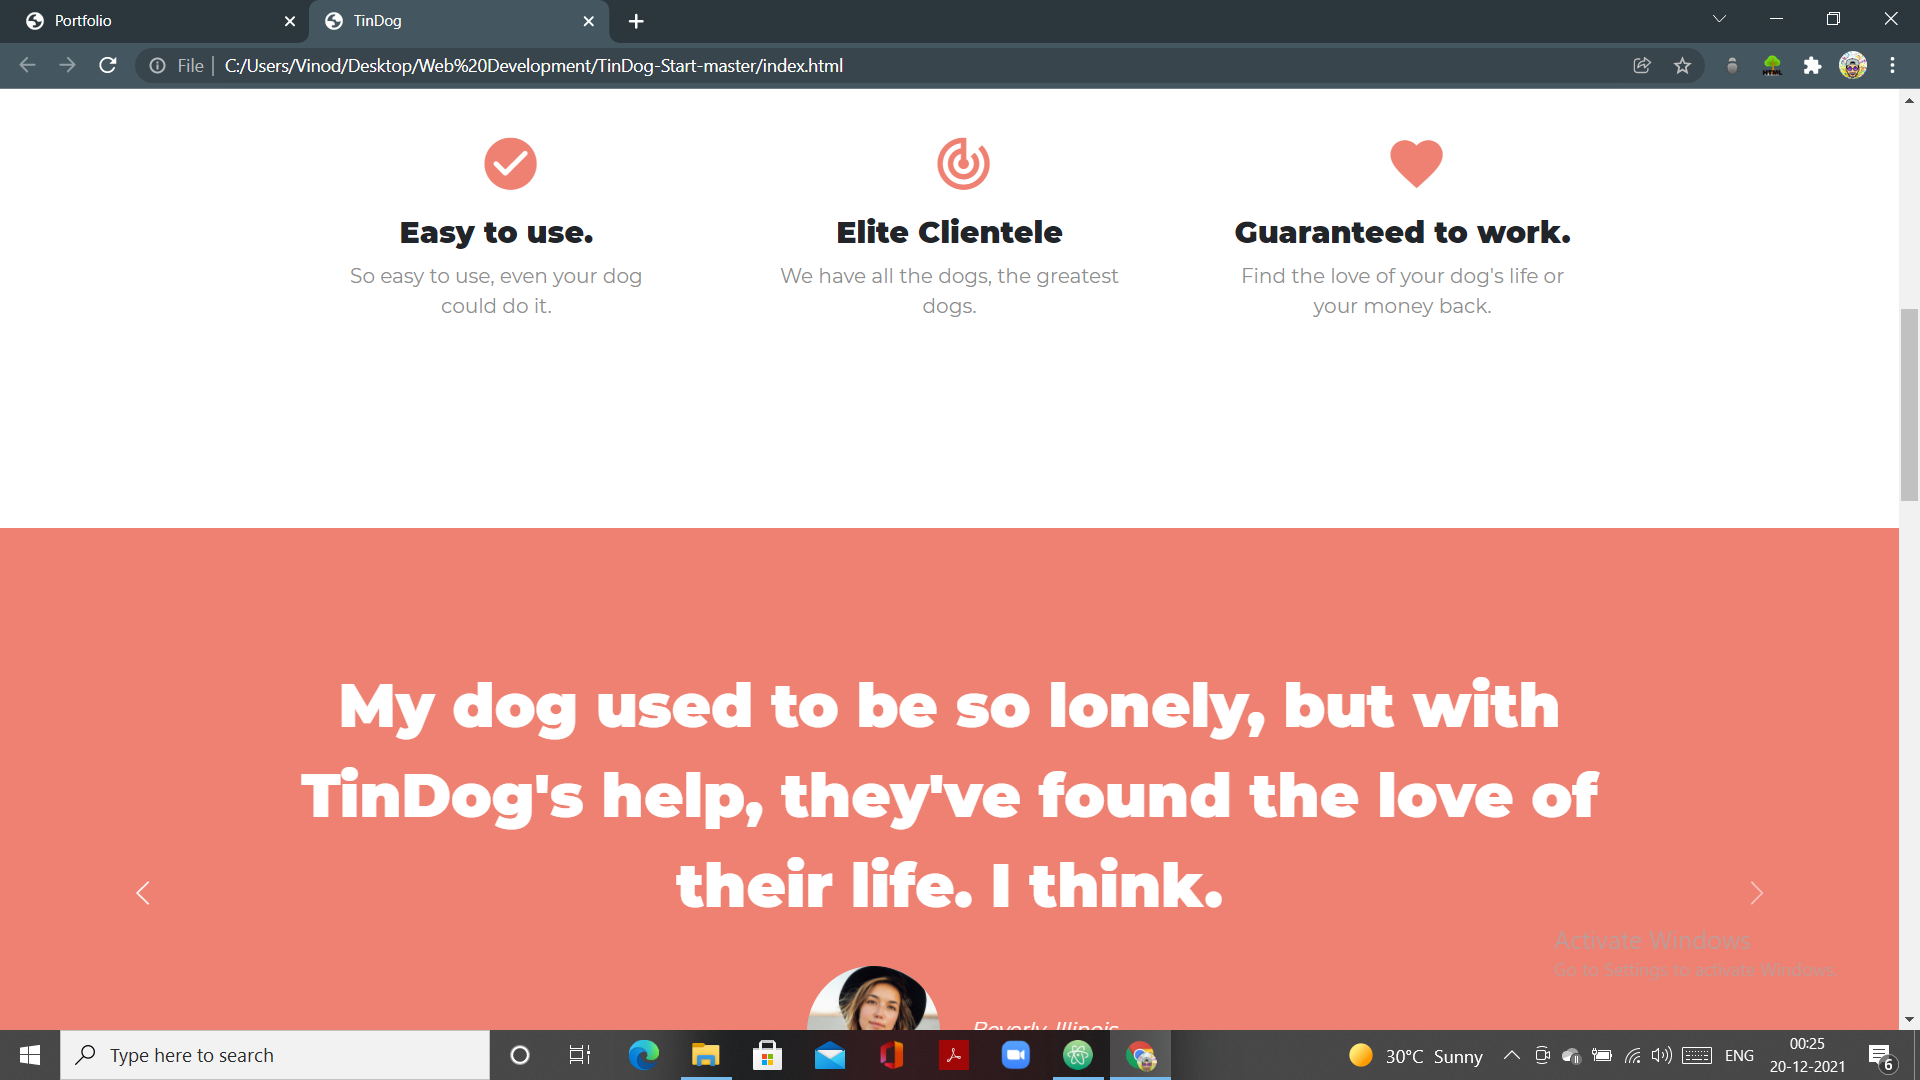 Portfolio
TinDog
File | C:/Users/Vinod/Desktop/Web%20Development/TinDog-Start-master/index.html
HTML
Easy to use.
So easy to use, even your dog
could do it.
Elite Clientele
We have all the dogs, the greatest
dogs.
Guaranteed to work.
Find the love of your dog's life or
your money back.
My dog used to be so lonely, but with
TinDog's help, they've found the love of
their life. I think.
Activate Windows
Go to Settings to activate Windows.
Beverly, Illinois
Type here to search
30°C Sunny
ENG
00:25
20-12-2021
6